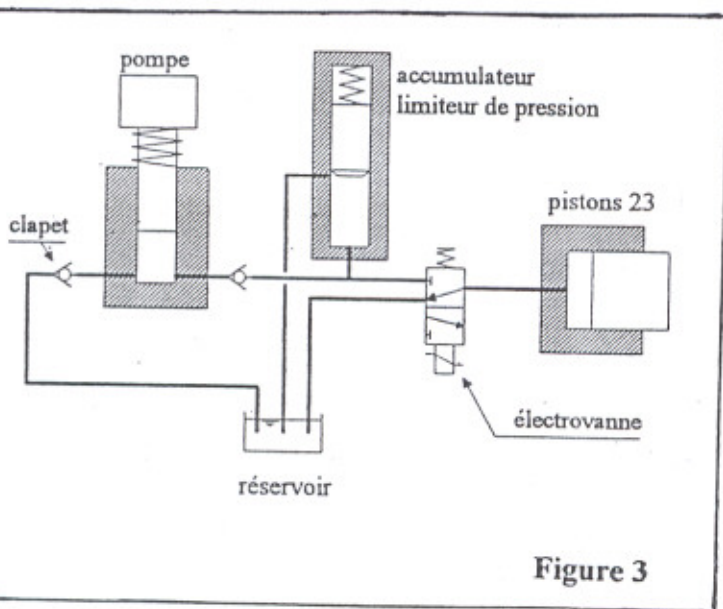 pompe
accumulateur
limiteur de pression
clapet
pistons 23
électrovanne
réservoir
Figure 3